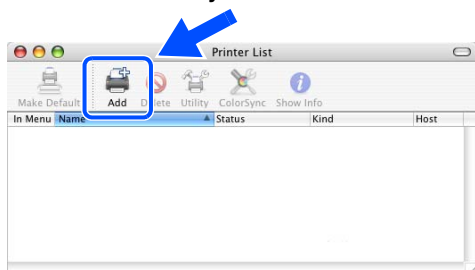 Printer List
Make Default Add Delete Utility ColorSync Show Info
In Menu Name Status Kind Host